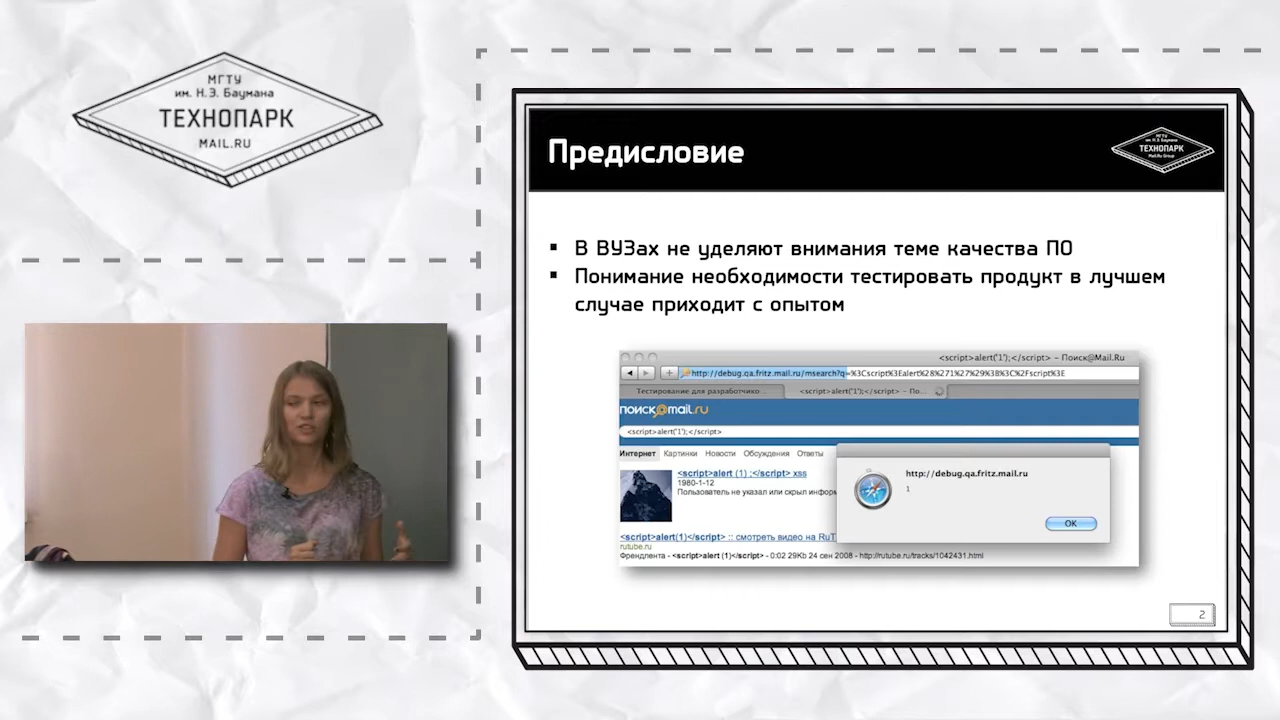 МГТУ
им. Н.Э. Баумана
ТЕХНОПАРК
MAIL.RU
Предисловие
МГТУ
им. Н.Э. Баумана
ТЕХНОПАРК
Mail.Ru Group
▪ В ВУЗах не уделяют внимания теме качества ПО
▪ Понимание необходимости тестировать продукт в лучшем
случае приходит с опытом
<script>alert('1');</script> – Поиск@Mail.Ru
http://debug.qa.fritz.mail.ru/msearch?q=%3Cscript%3Ealert%28%271%27%29%3B%3C%2Fscript%3E
Тестирование для разработчико...
<script>alert('1');</script> – По...
поиск@mail.ru
<script>alert('1');</script>
Интернет Картинки Новости Обсуждения Ответы
<script>alert (1) ;</script> xss
1980-1-12
Пользователь не указал или скрыл информ
http://debug.qa.fritz.mail.ru
1
OK
<script>alert(1)</script> :: смотреть видео на RuT
rutube.ru
Френдлента - <script>alert (1)</script> - 0:02 29Kb 24 сен 2008 - http://rutube.ru/tracks/1042431.html
2